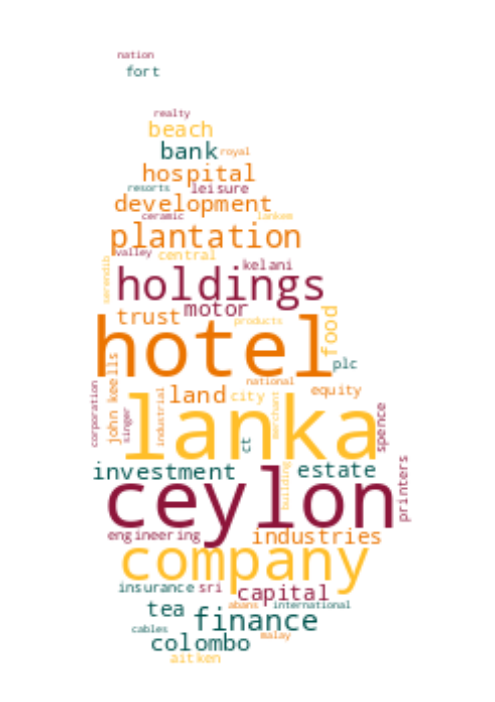 nation
fort
realty
beach
bank royal
hospital
resorts leisure
development
ceramic lankem
plantation
valley central
kelani
serendib
holdings
motor
trust products food
hotel
plc
national
john keells
land city equity
corporation
singer
industrial
merchant
lanka
spence
ct
investment estate
building
ceylon
printers
engineering industries
company
insurance sri capital
tea abans international
finance
cables malay
colombo
aitken